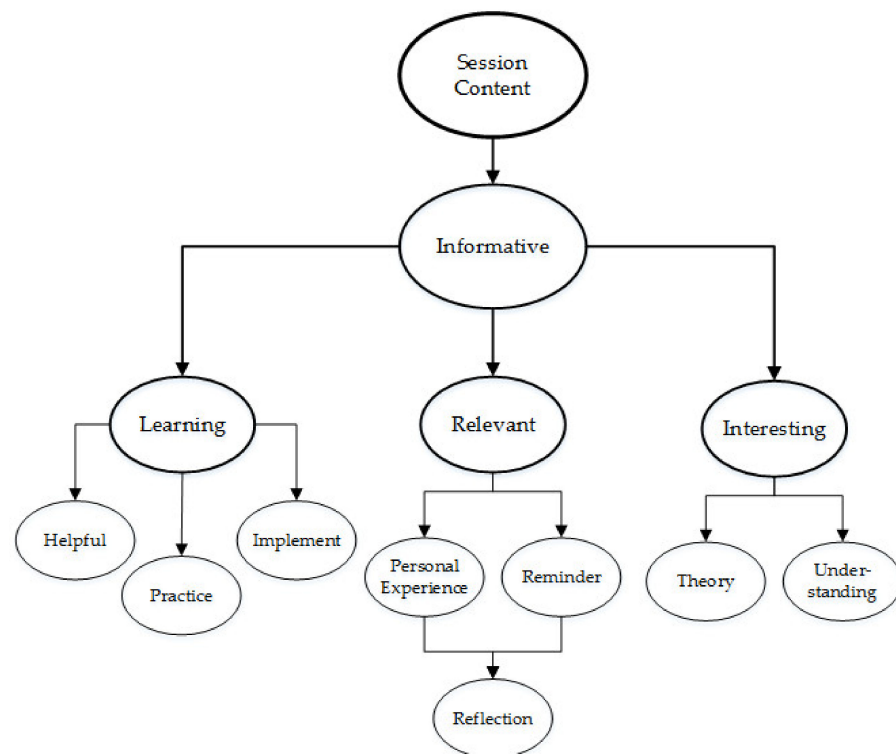 Session
Content
Informative
Learning
Relevant
Interesting
Helpful
Implement
Practice
Personal
Experience
Reminder
Theory
Under-
standing
Reflection